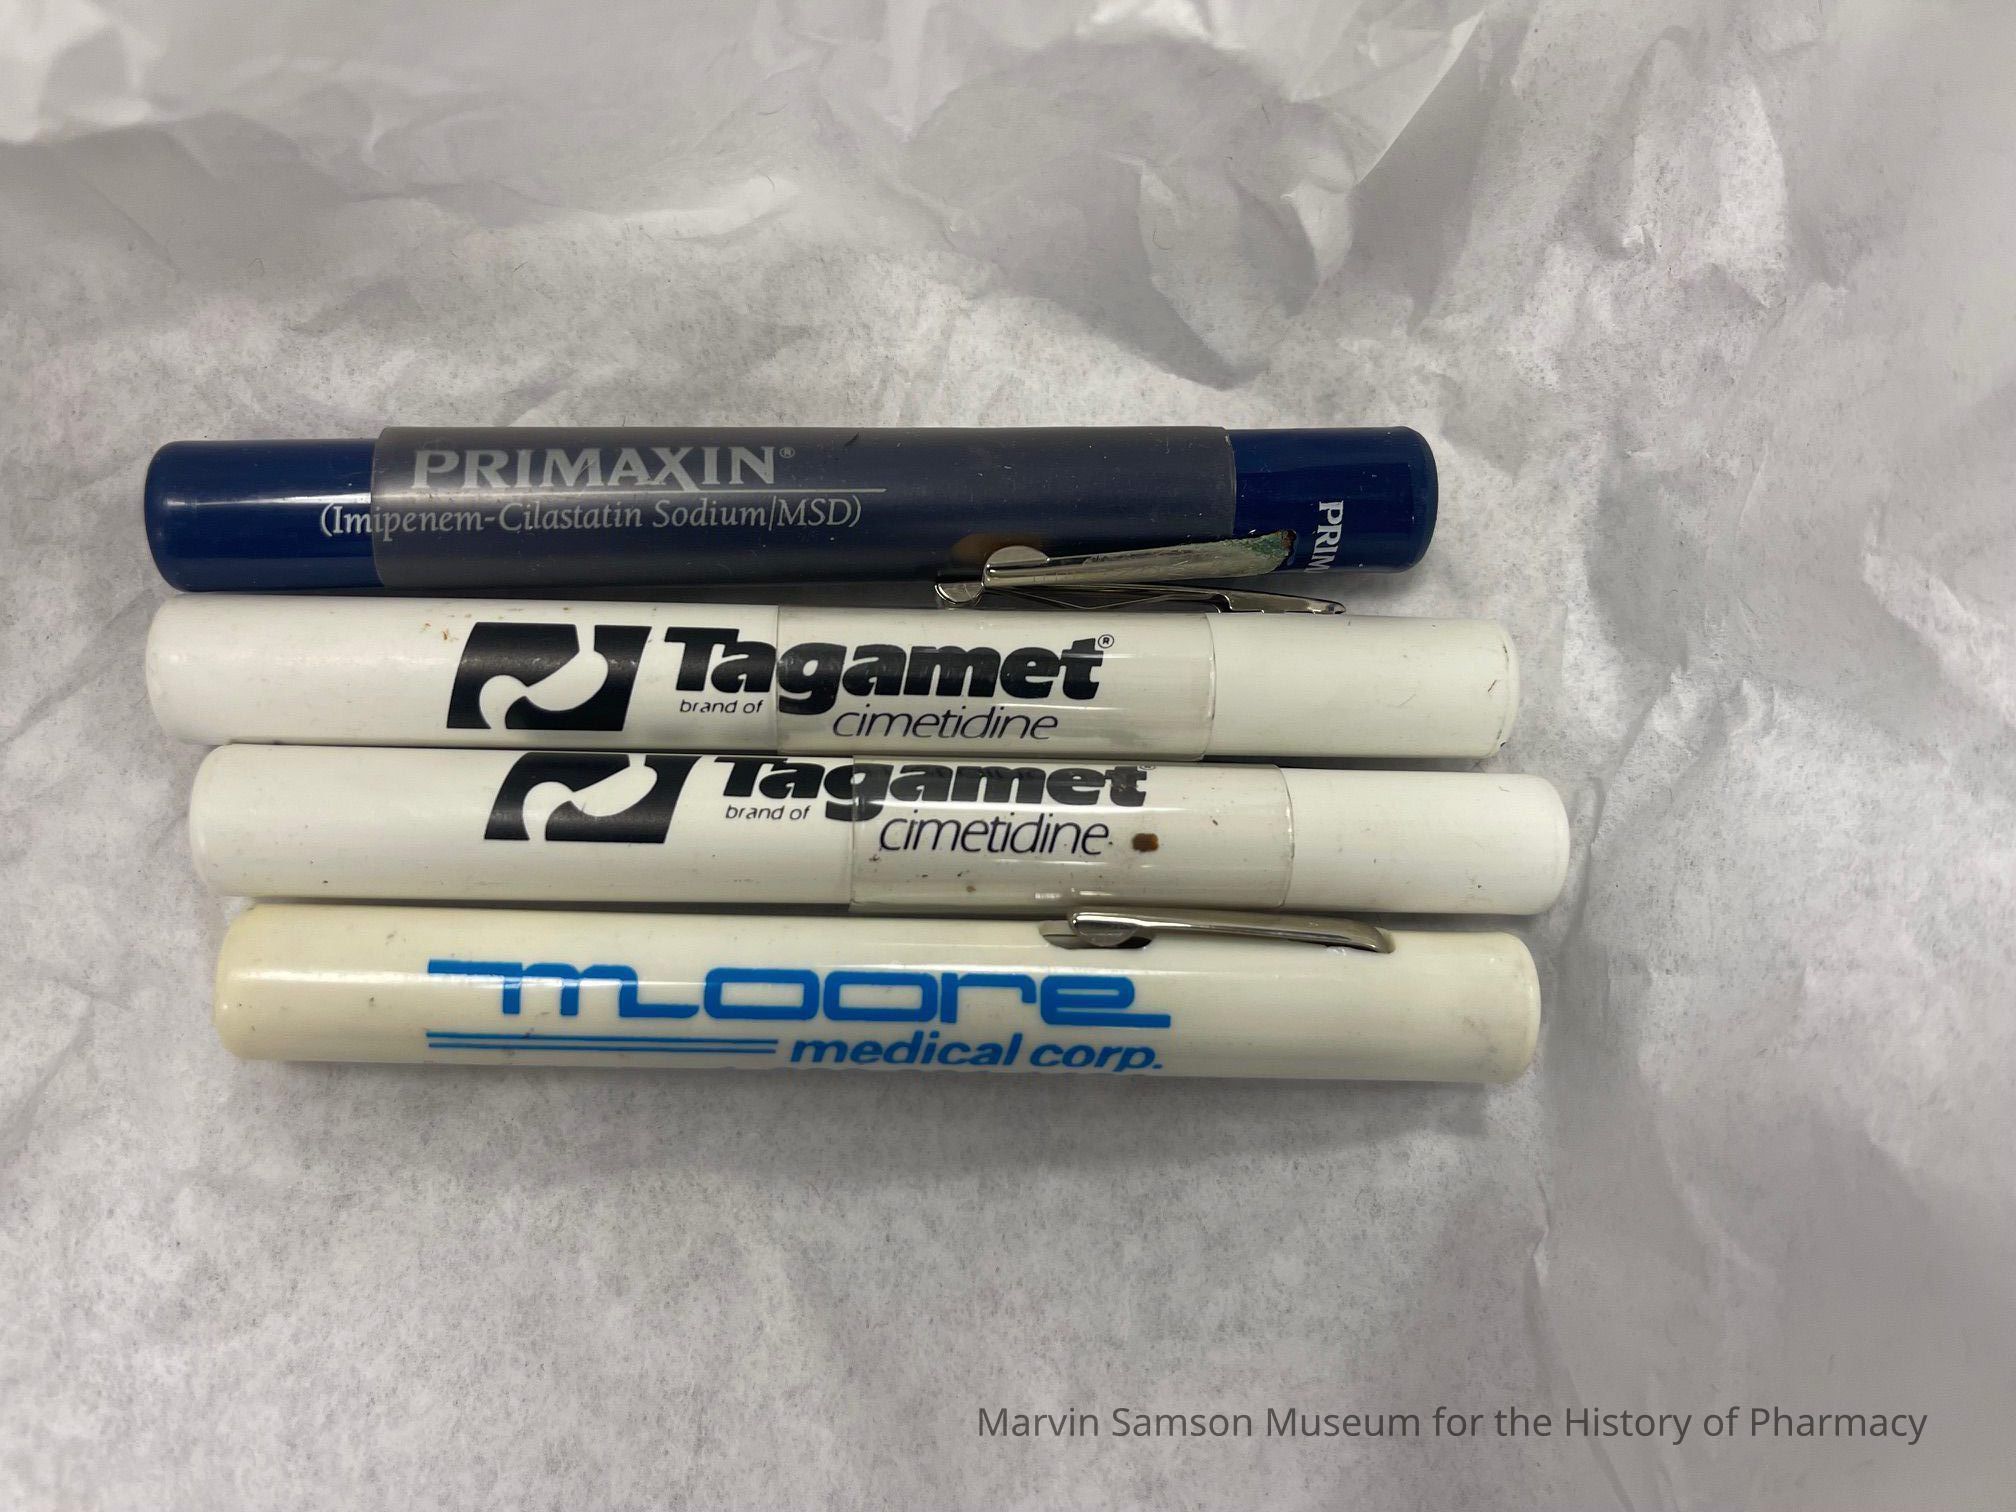 PRIMAXIN®
(Imipenem-Cilastatin Sodium/MSD)
PRIM
Tagamet®
brand of
cimetidine
Tagamet®
brand of
cimetidine
moore
medical corp.
Marvin Samson Museum for the History of Pharmacy